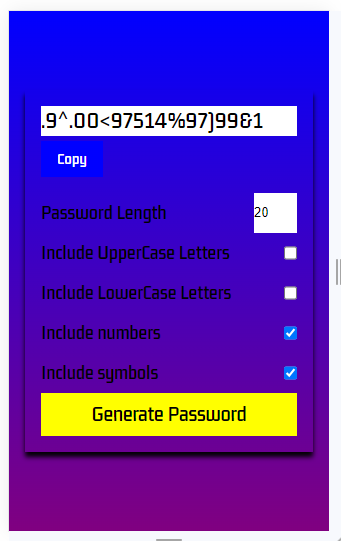 .9^.00<97514%97)99&1
Copy
Password Length
20
Include UpperCase Letters
Include LowerCase Letters
Include numbers
Include symbols
Generate Password